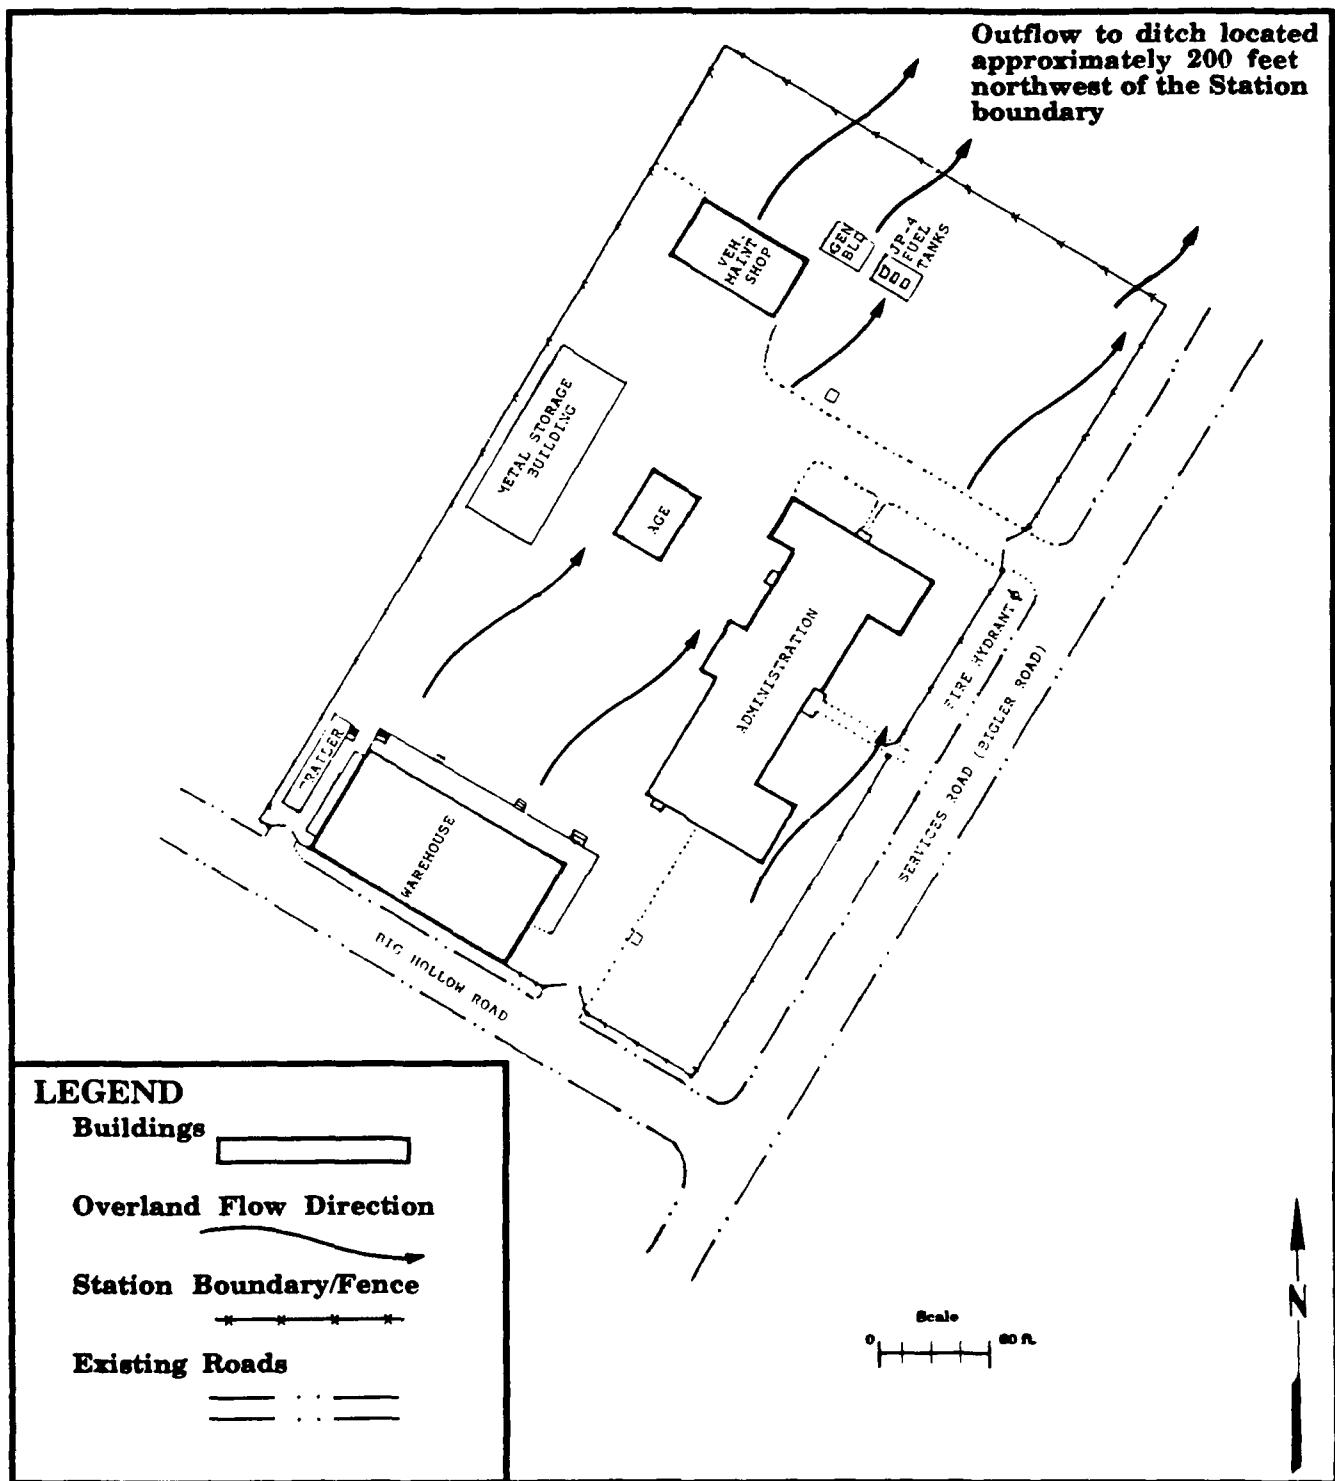 Outflow to ditch located
approximately 200 feet
northwest of the Station
boundary
VEH.
MAINT
SHOP
GEN
BLD
JP-4
FUEL
TANKS
METAL STORAGE
BUILDING
AGE
ADMINISTRATION
FIRE HYDRANT
SERVICES ROAD (BIGLER ROAD)
TRAILER
WAREHOUSE
BIG HOLLOW ROAD
LEGEND
Buildings
Overland Flow Direction
Station Boundary/Fence
Existing Roads
Scale
0 60 ft.
N